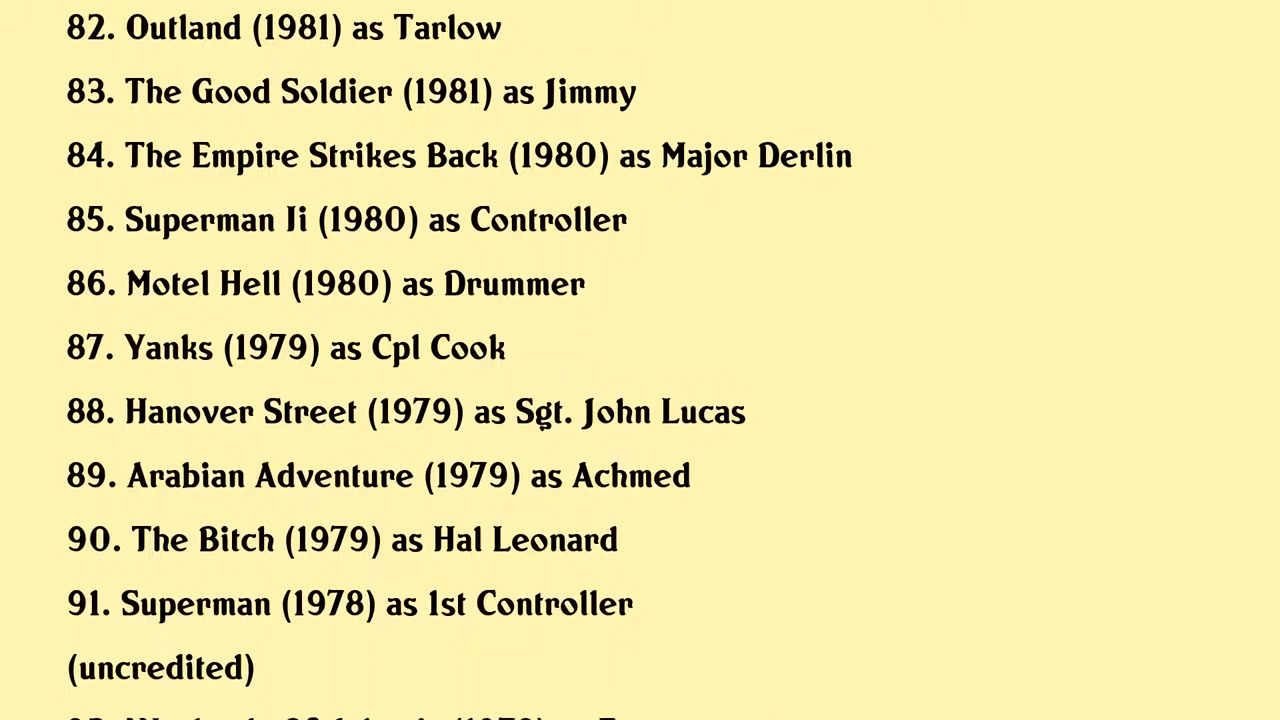 82. Outland (1981) as Tarlow
83. The Good Soldier (1981) as Jimmy
84. The Empire Strikes Back (1980) as Major Derlin
85. Superman Ii (1980) as Controller
86. Motel Hell (1980) as Drummer
87. Yanks (1979) as Cpl Cook
88. Hanover Street (1979) as Sgt. John Lucas
89. Arabian Adventure (1979) as Achmed
90. The Bitch (1979) as Hal Leonard
91. Superman (1978) as 1st Controller
(uncredited)